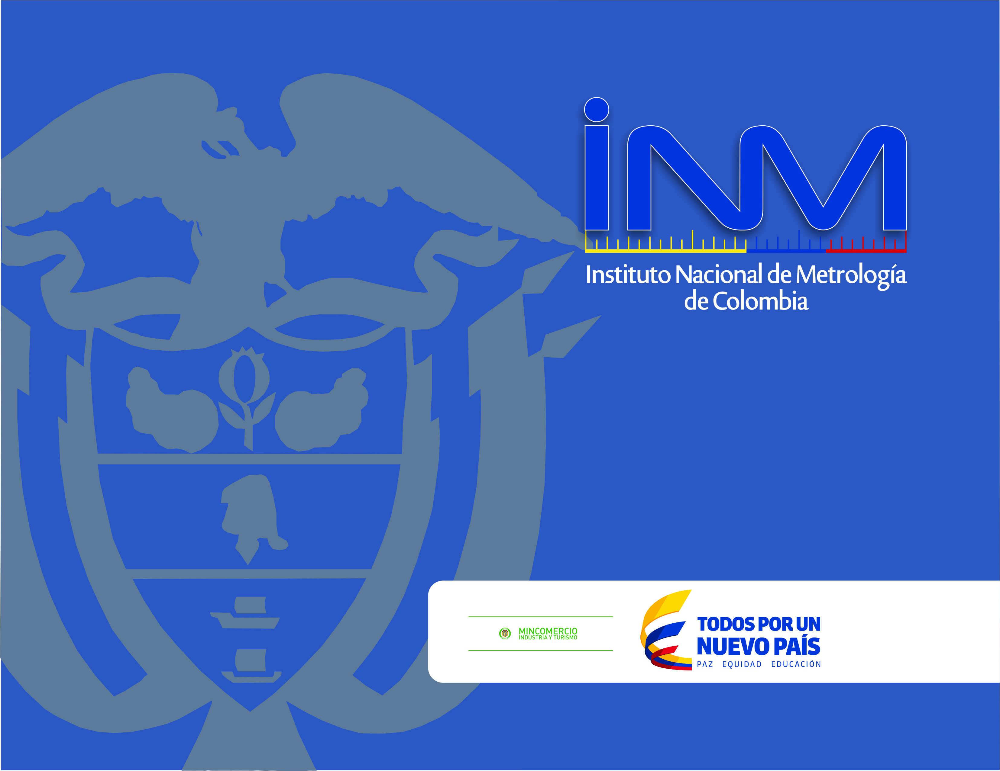 iNM
Instituto Nacional de Metrología
de Colombia
MINCOMERCIO
INDUSTRIA Y TURISMO
TODOS POR UN
NUEVO PAÍS
PAZ EQUIDAD EDUCACIÓN